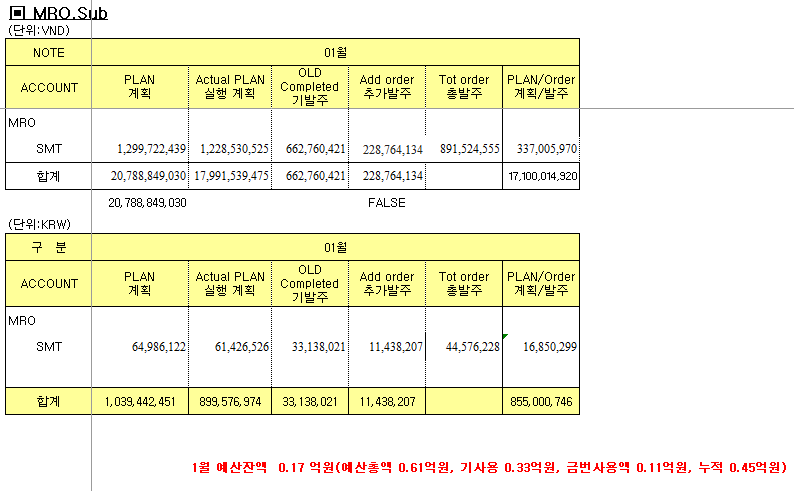 ▣ MRO.Sub
(단위:VND)
NOTE 01월
ACCOUNT PLAN 계획 Actual PLAN 실행 계획 OLD Completed 기발주 Add order 추가발주 Tot order 총발주 PLAN/Order 계획/발주
MRO
SMT 1,299,722,439 1,228,530,525 662,760,421 228,764,134 891,524,555 337,005,970
합계 20,788,849,030 17,991,539,475 662,760,421 228,764,134 17,100,014,920
20,788,849,030 FALSE
(단위:KRW)
구 분 01월
ACCOUNT PLAN 계획 Actual PLAN 실행 계획 OLD Completed 기발주 Add order 추가발주 Tot order 총발주 PLAN/Order 계획/발주
MRO
SMT 64,986,122 61,426,526 33,138,021 11,438,207 44,576,228 16,850,299
합계 1,039,442,451 899,576,974 33,138,021 11,438,207 855,000,746
1월 예산잔액 0.17 억원(예산총액 0.61억원, 기사용 0.33억원, 금번사용액 0.11억원, 누적 0.45억원)